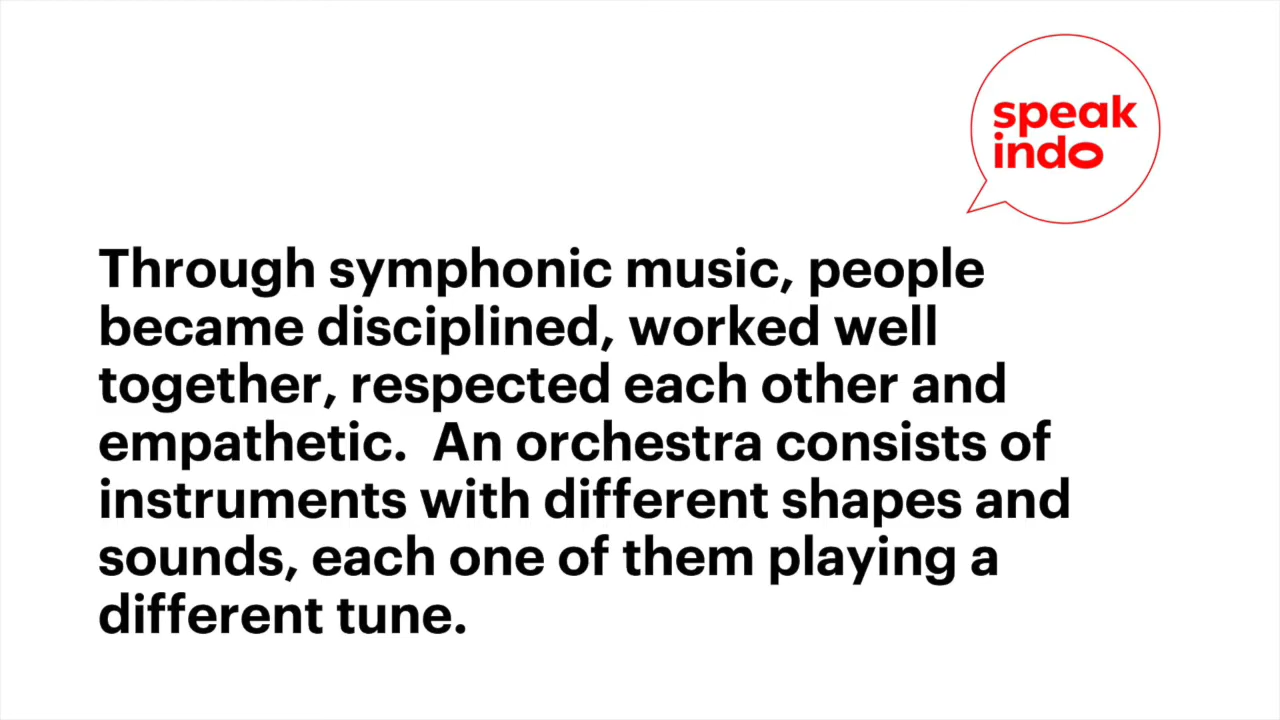 speak
indo
Through symphonic music, people
became disciplined, worked well
together, respected each other and
empathetic.  An orchestra consists of
instruments with different shapes and
sounds, each one of them playing a
different tune.